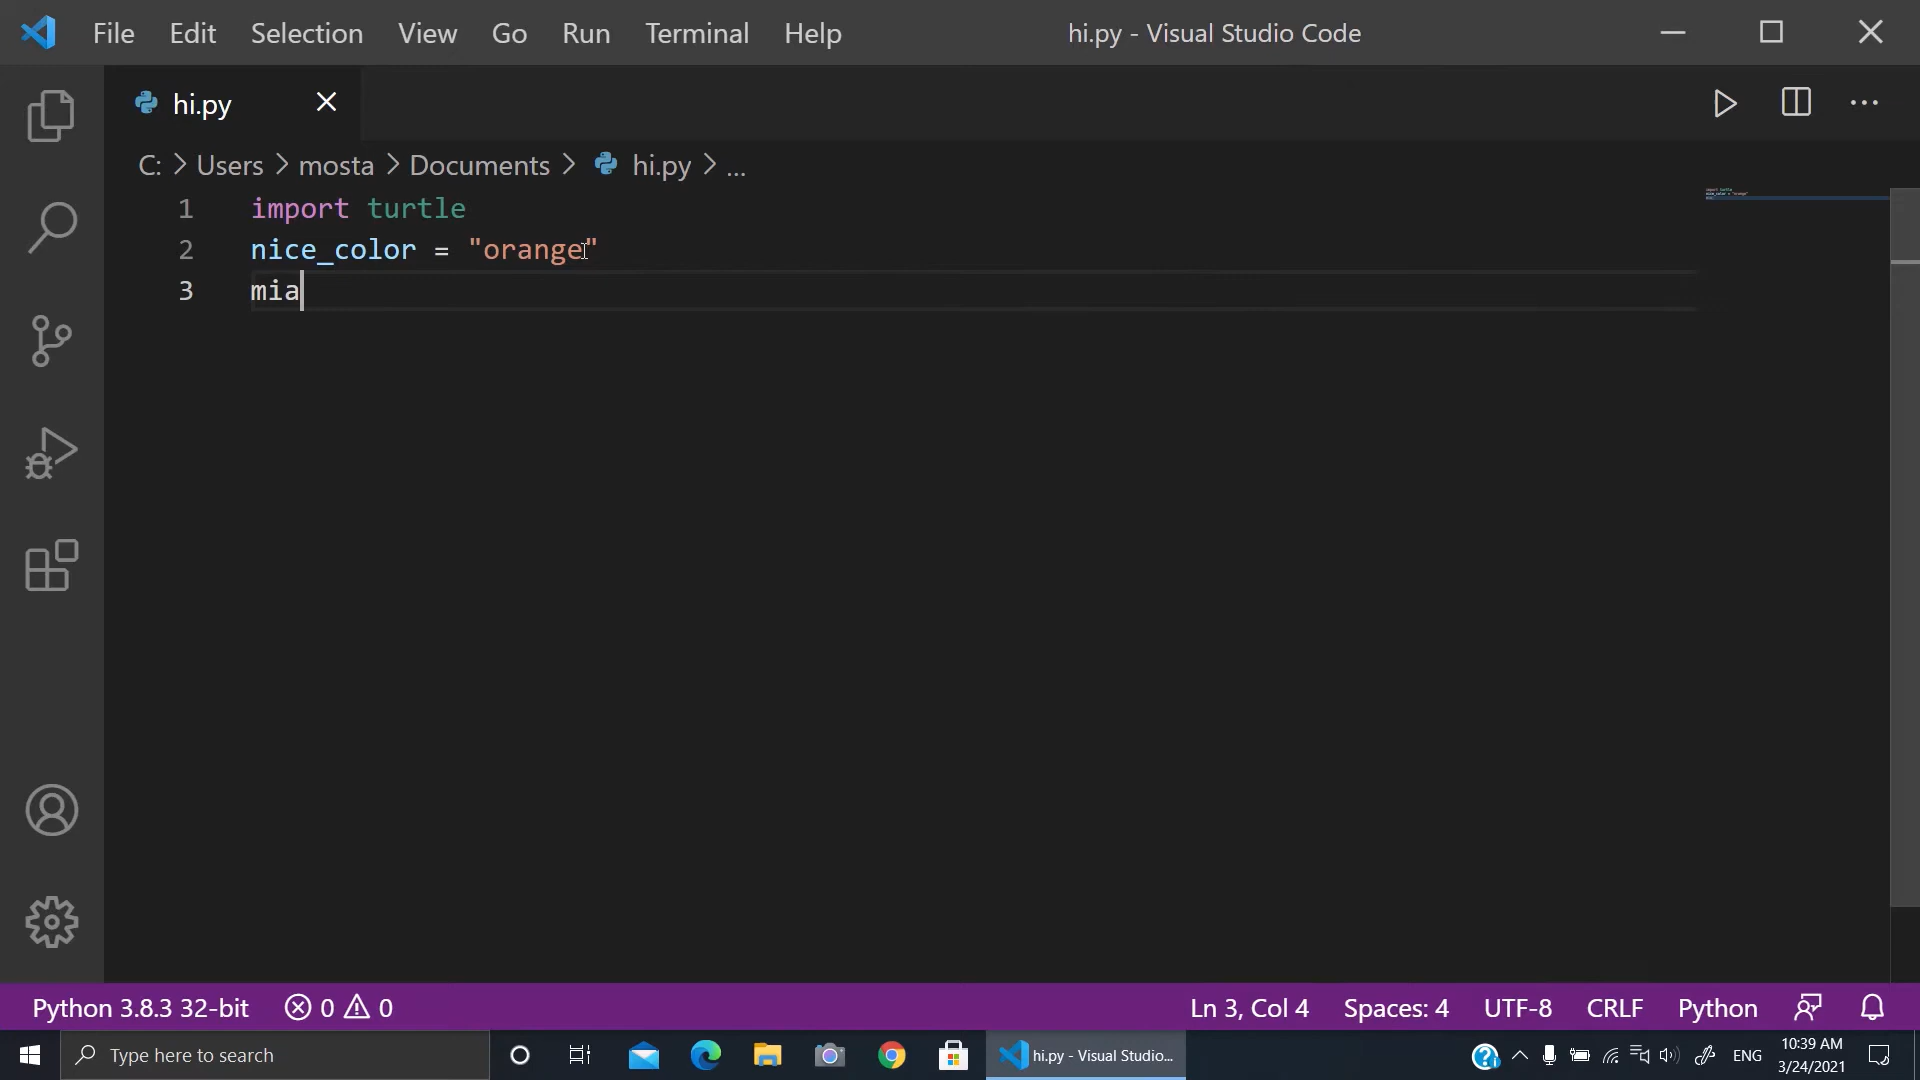 File Edit Selection View Go Run Terminal Help hi.py - Visual Studio Code
hi.py
C: > Users > mosta > Documents > hi.py > ...
1 import turtle
2 nice_color = "orange"
3 mia
Python 3.8.3 32-bit 0 0 Ln 3, Col 4 Spaces: 4 UTF-8 CRLF Python
Type here to search hi.py - Visual Studio... ENG 10:39 AM
3/24/2021